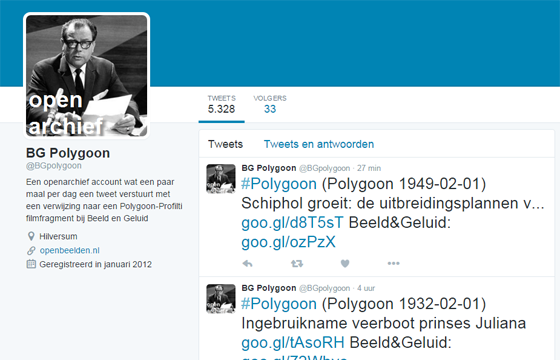 open
archief
BG Polygoon
@BGpolygoon
Een openarchief account wat een paar
maal per dag een tweet verstuurt met
een verwijzing naar een Polygoon-Profilti
filmfragment bij Beeld en Geluid
Hilversum
openbeelden.nl
Geregistreerd in januari 2012
TWEETS VOLGERS
5.328 33
Tweets Tweets en antwoorden
BG Polygoon @BGpolygoon · 27 min
#Polygoon (Polygoon 1949-02-01)
Schiphol groeit: de uitbreidingsplannen v...
goo.gl/d8T5sT Beeld&Geluid:
goo.gl/ozPzX
BG Polygoon @BGpolygoon · 4 uur
#Polygoon (Polygoon 1932-02-01)
Ingebruikname veerboot prinses Juliana
goo.gl/tAsoRH Beeld&Geluid: